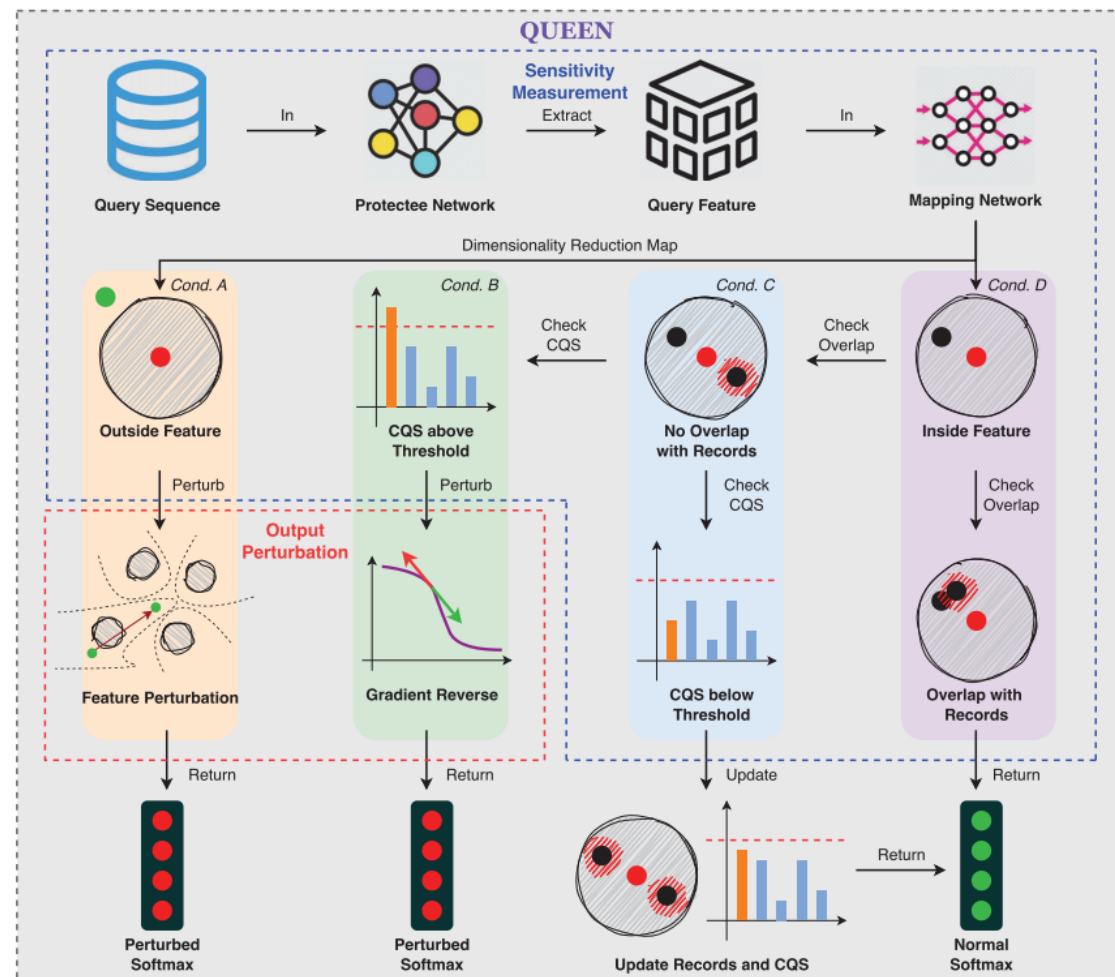 QUEEN
Sensitivity
Measurement
In
Extract
In
Query Sequence
Protectee Network
Query Feature
Mapping Network
Dimensionality Reduction Map
Cond. A
Cond. B
Cond. C
Cond. D
Check
CQS
Check
Overlap
Outside Feature
CQS above
Threshold
No Overlap
with Records
Inside Feature
Perturb
Perturb
Check
CQS
Check
Overlap
Output
Perturbation
Feature Perturbation
Gradient Reverse
CQS below
Threshold
Overlap with
Records
Return
Return
Update
Return
Return
Perturbed
Softmax
Perturbed
Softmax
Update Records and CQS
Normal
Softmax